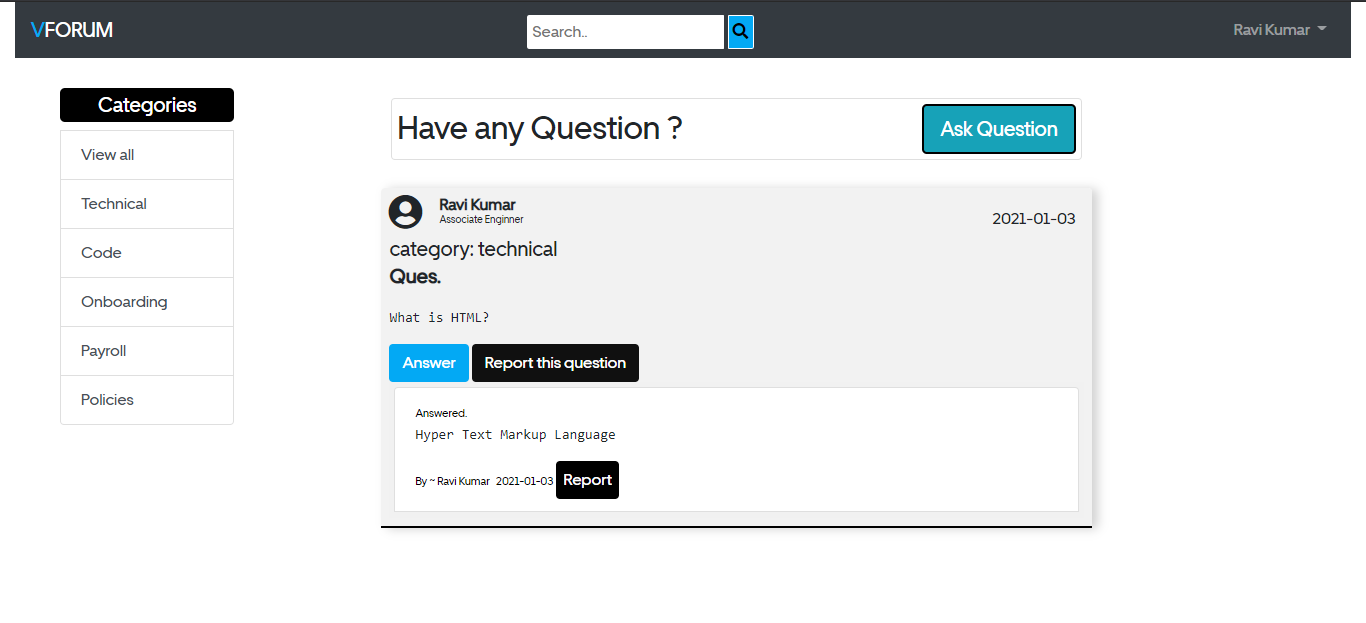 VFORUM
Search..
Ravi Kumar
Categories
View all
Technical
Code
Onboarding
Payroll
Policies
Have any Question ?
Ask Question
Ravi Kumar
Associate Enginner
2021-01-03
category: technical
Ques.
What is HTML?
Answer
Report this question
Answered.
Hyper Text Markup Language
By ~ Ravi Kumar 2021-01-03 Report